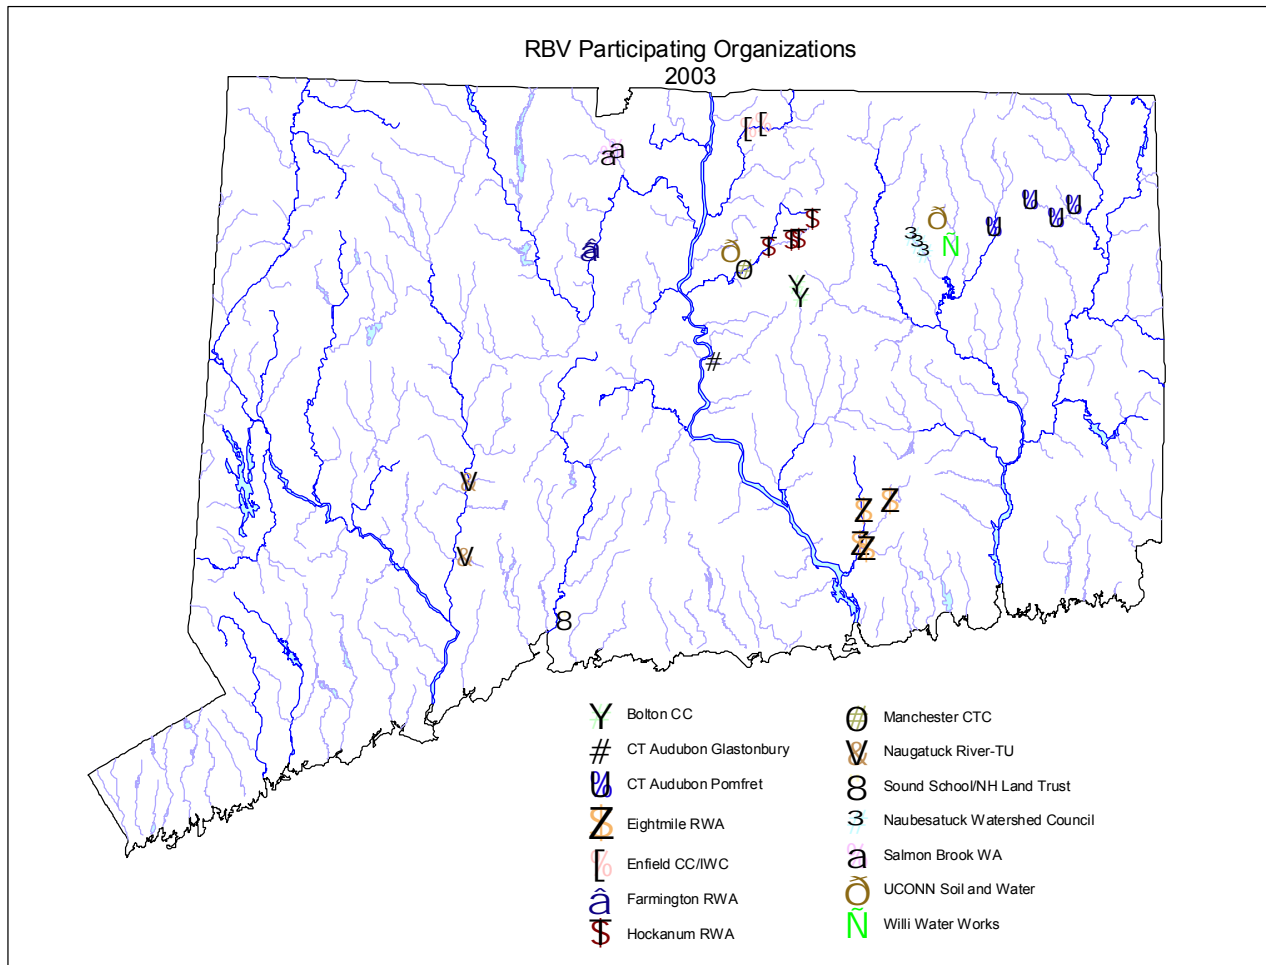 RBV Participating Organizations
2003
Bolton CC
CT Audubon Glastonbury
CT Audubon Pomfret
Eightmile RWA
Enfield CC/IWC
Farmington RWA
Hockanum RWA
Manchester CTC
Naugatuck River-TU
Sound School/NH Land Trust
Naubesatuck Watershed Council
Salmon Brook WA
UCONN Soil and Water
Willi Water Works